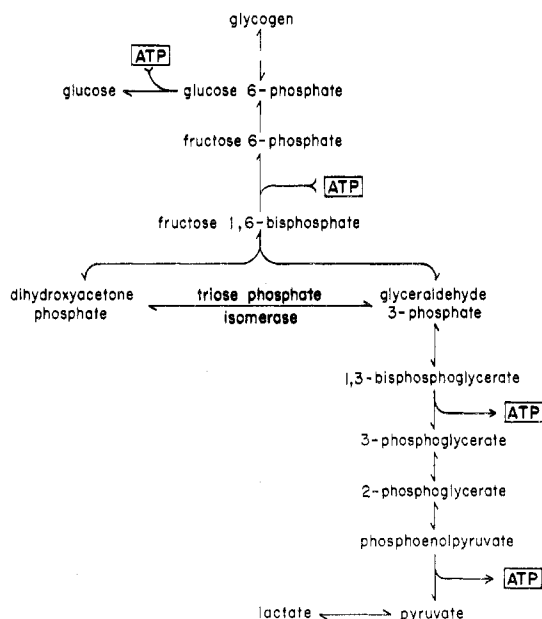 glycogen
ATP
glucose
glucose 6-phosphate
fructose 6-phosphate
ATP
fructose 1,6-bisphosphate
dihydroxyacetone
phosphate
triose phosphate
isomerase
glyceraldehyde
3-phosphate
1,3-bisphosphoglycerate
ATP
3-phosphoglycerate
2-phosphoglycerate
phosphoenolpyruvate
ATP
lactate
pyruvate